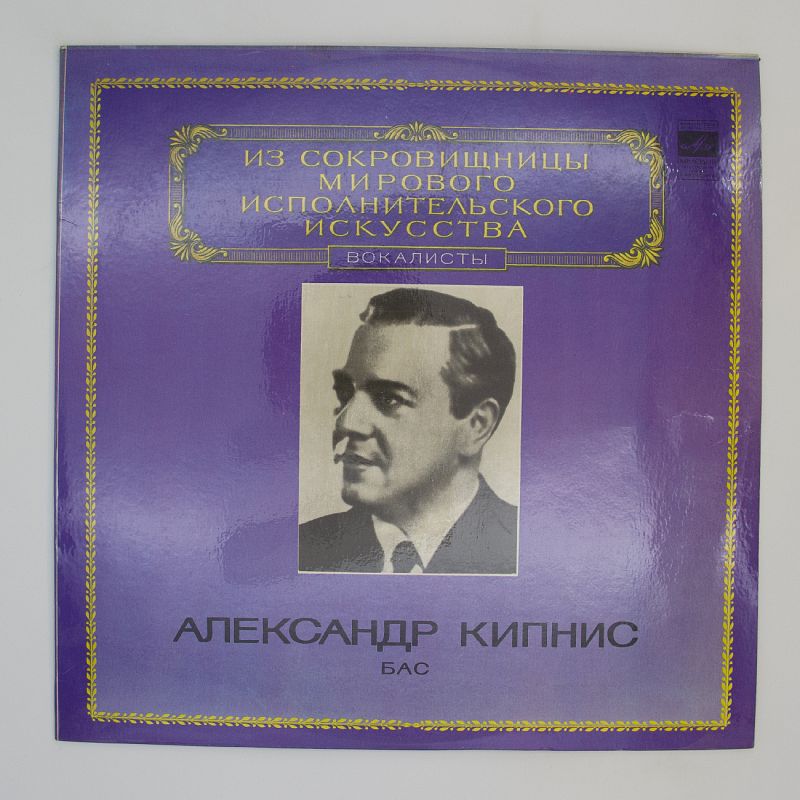 ИЗ СОКРОВИЩНИЦЫ
МИРОВОГО
ИСПОЛНИТЕЛЬСКОГО
ИСКУССТВА
ВОКАЛИСТЫ
АЛЕКСАНДР КИПНИС
БАС